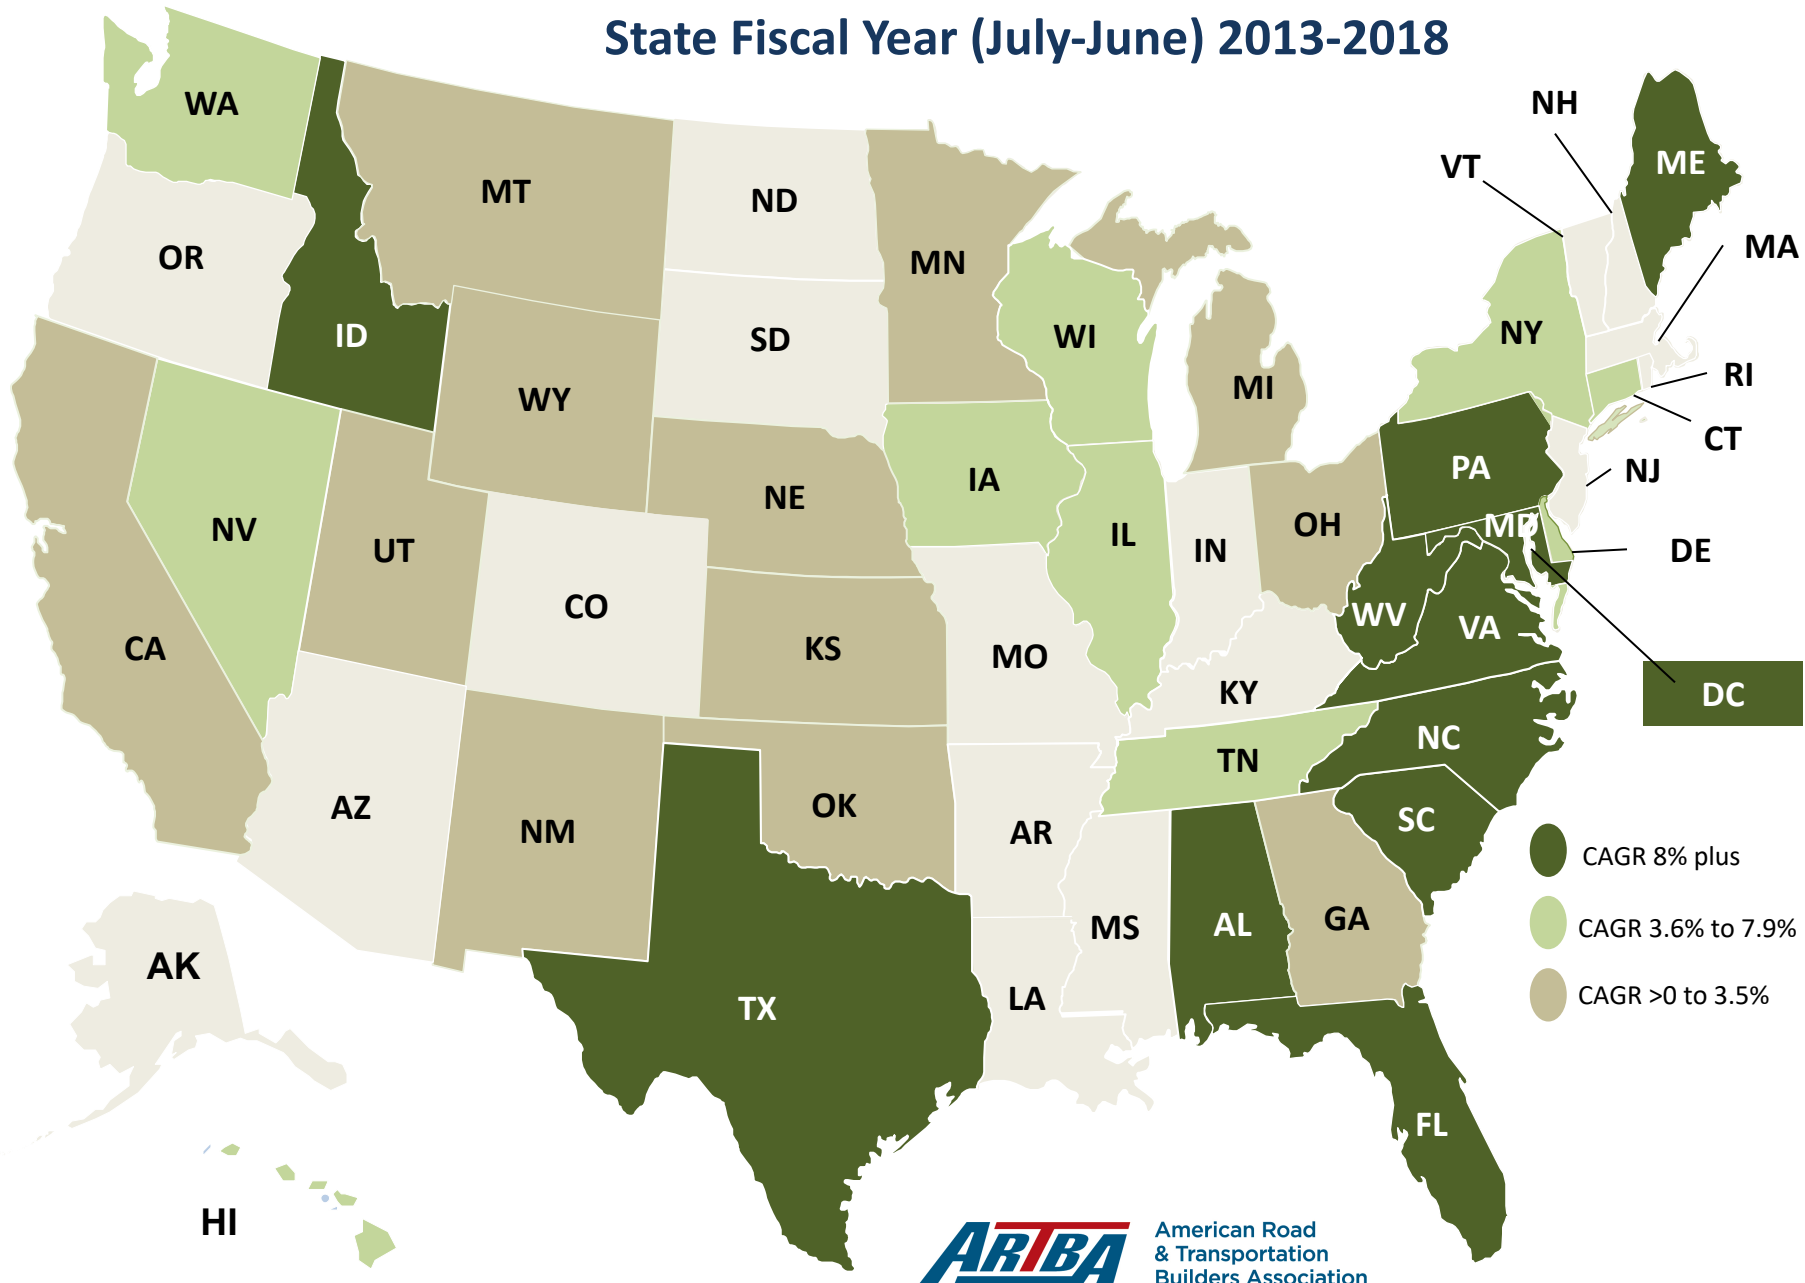 State Fiscal Year (July-June) 2013-2018
WA
OR
ID
MT
ND
SD
MN
WI
MI
NH
VT
ME
MA
NY
RI
CT
NJ
PA
WY
NE
IA
IL
IN
OH
MD
DE
NV
UT
CO
KS
MO
KY
WV
VA
DC
CA
AZ
NM
OK
AR
TN
NC
SC
TX
LA
MS
AL
GA
FL
AK
HI
CAGR 8% plus
CAGR 3.6% to 7.9%
CAGR >0 to 3.5%
ARTBA
American Road
& Transportation
Builders Association